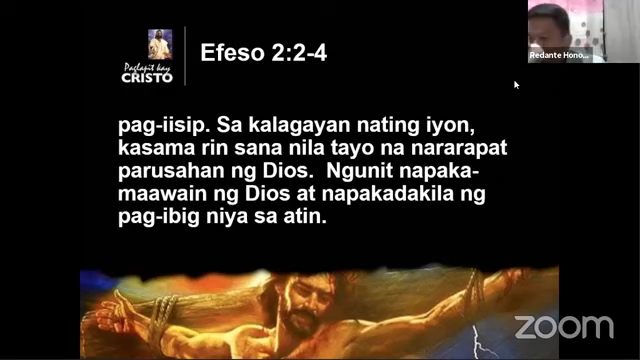 Efeso 2:2-4
Paglapit kay
CRISTO
pag-iisip. Sa kalagayan nating iyon,
kasama rin sana nila tayo na nararapat
parusahan ng Dios.  Ngunit napaka-
maawain ng Dios at napakadakila ng
pag-ibig niya sa atin.
Redante Hono...
zoom